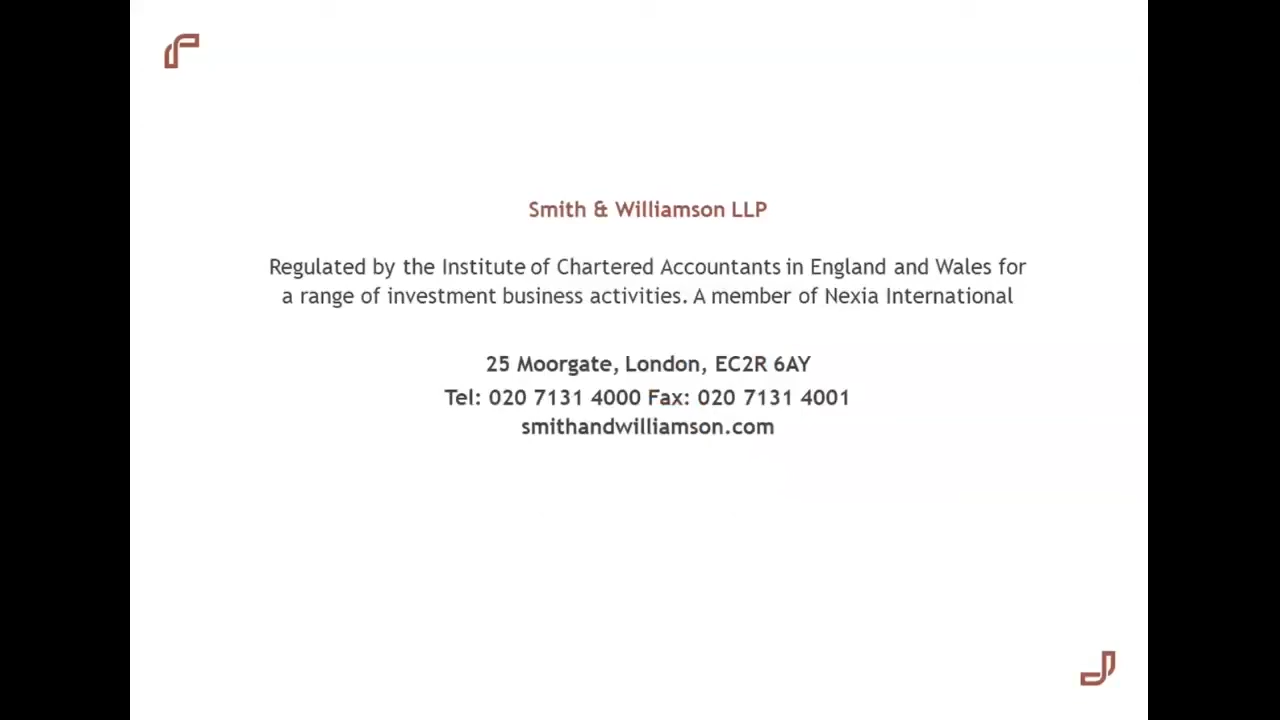 Smith & Williamson LLP
Regulated by the Institute of Chartered Accountants in England and Wales for
a range of investment business activities. A member of Nexia International
25 Moorgate, London, EC2R 6AY
Tel: 020 7131 4000 Fax: 020 7131 4001
smithandwilliamson.com